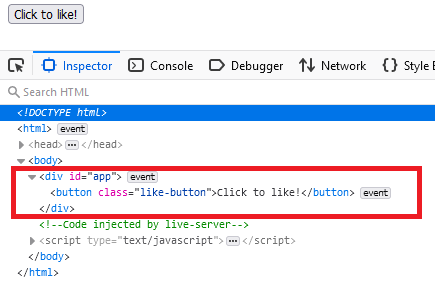 Click to like!
Inspector Console Debugger Network Style E
Search HTML
<!DOCTYPE html>
<html> event
<head> ... </head>
<body>
<div id="app"> event
<button class="like-button">Click to like!</button> event
</div>
<!--Code injected by live-server-->
<script type="text/javascript"> ... </script>
</body>
</html>